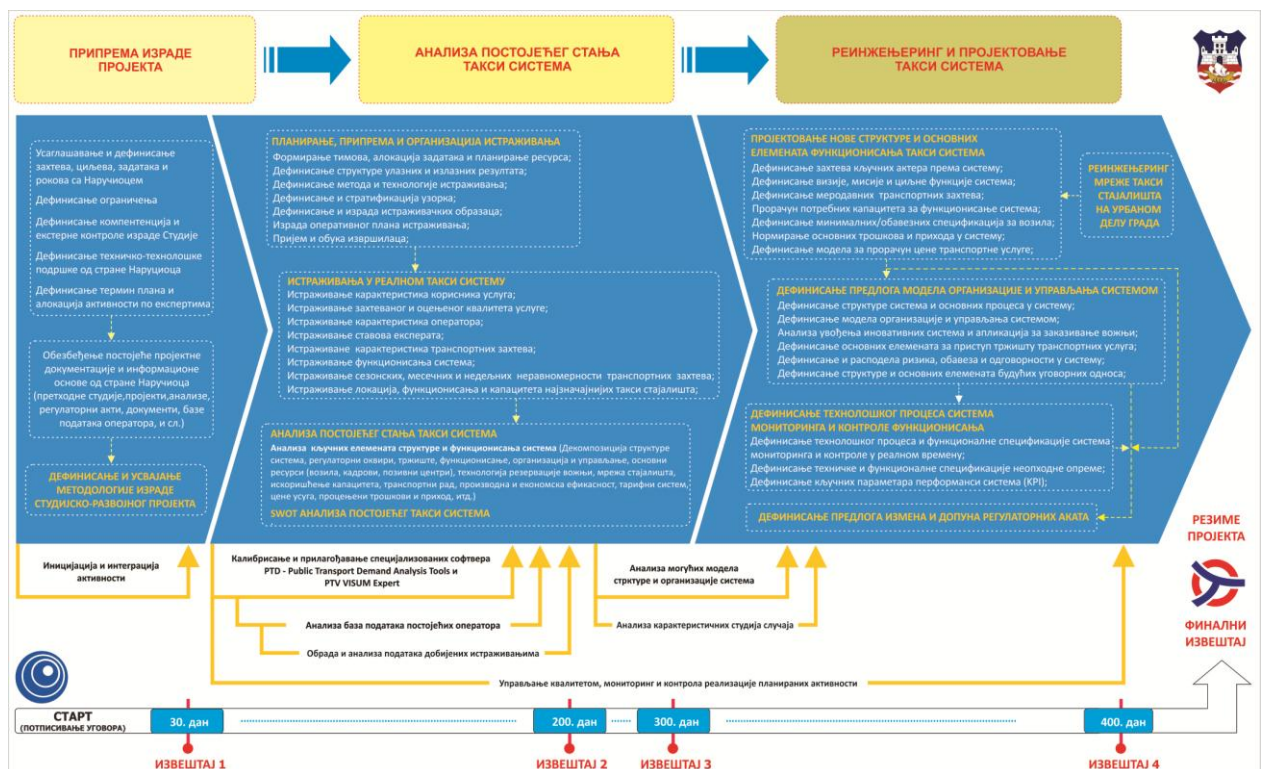 ПРИПРЕМА ИЗРАДЕ
ПРОЈЕКТА
АНАЛИЗА ПОСТОЈЕЋЕГ СТАЊА
ТАКСИ СИСТЕМА
РЕИНЖЕЊЕРИНГ И ПРОЈЕКТОВАЊЕ
ТАКСИ СИСТЕМА
Усаглашавање и дефинисање
захтева, циљева, задатака и
рокова са Наручиоцем
Дефинисање ограничења
Дефинисање компентенција и
екстерне контроле израде Студије
Дефинисање техничко-технолошке
подршке од стране Наруциоца
Дефинисање термин плана и
алокација активности по експертима
Обезбеђење постојеће пројектне
документације и информационе
основе од стране Наручиоца
(претходне студије,пројекти,анализе,
регулаторни акти, документи, базе
података оператора, и сл.)
ДЕФИНИСАЊЕ И УСВАЈАЊЕ
МЕТОДОЛОГИЈЕ ИЗРАДЕ
СТУДИЈСКО-РАЗВОЈНОГ ПРОЈЕКТА
ПЛАНИРАЊЕ, ПРИПРЕМА И ОРГАНИЗАЦИЈА ИСТРАЖИВАЊА
Формирање тимова, алокација задатака и планирање ресурса;
Дефинисање структуре улазних и излазних резултата;
Дефинисање метода и технологије истраживања;
Дефинисање и стратификација узорка;
Дефинисање и израда истраживачких образаца;
Израда оперативног плана истраживања;
Пријем и обука извршилаца;
ИСТРАЖИВАЊА У РЕАЛНОМ ТАКСИ СИСТЕМУ
Истраживање карактеристика корисника услуга;
Истраживање захтеваног и оцењеног квалитета услуге;
Истраживање карактеристика оператора;
Истраживање ставова експерата;
Истраживане карактеристика транспортних захтева;
Истраживање функционисања система;
Истраживање сезонских, месечних и недељних неравномерности транспортних захтева;
Истраживање локација, функционисања и капацитета најзначајнијих такси стајалишта;
АНАЛИЗА ПОСТОЈЕЋЕГ СТАЊА ТАКСИ СИСТЕМА
Анализа кључних елемената структуре и функционисања система (Декомпозиција структуре
система, регулаторни оквири, тржиште, функционисање, организација и управљање, основни
ресурси (возила, кадрови, позивни центри), технологија резервације вожњи, мрежа стајалишта,
искоришћење капацитета, транспортни рад, производна и економска ефикасност, тарифни систем,
цене усуга, процењени трошкови и приход, итд.)
SWOT АНАЛИЗА ПОСТОЈЕЋЕГ ТАКСИ СИСТЕМА
ПРОЈЕКТОВАЊЕ НОВЕ СТРУКТУРЕ И ОСНОВНИХ
ЕЛЕМЕНАТА ФУНКЦИОНИСАЊА ТАКСИ СИСТЕМА
Дефинисање захтева кључних актера према систему;
Дефинисање визије, мисије и циљне функције система;
Дефинисање меродавних транспортних захтева;
Прорачун потребних капацитета за функционисање система;
Дефинисање минималних/обавезних спецификација за возила;
Нормирање основних трошкова и прихода у систему;
Дефинисање модела за прорачун цене транспортне услуге;
РЕИНЖЕЊЕРИНГ
МРЕЖЕ ТАКСИ
СТАЈАЛИШТА
НА УРБАНОМ
ДЕЛУ ГРАДА
ДЕФИНИСАЊЕ ПРЕДЛОГА МОДЕЛА ОРГАНИЗАЦИЈЕ И УПРАВЉАЊА СИСТЕМОМ
Дефинисање структуре система и основних процеса у систему;
Дефинисање модела организације и управљања системом;
Анализа увођења иновативних система и апликација за заказивање вожњи;
Дефинисање основних елемената за приступ тржишту транспортних услуга;
Дефинисање и расподела ризика, обавеза и одговорности у систему;
Дефинисање структуре и основних елемената будућих уговорних односа;
ДЕФИНИСАЊЕ ТЕХНОЛОШКОГ ПРОЦЕСА СИСТЕМА
МОНИТОРИНГА И КОНТРОЛЕ ФУНКЦИОНИСАЊА
Дефинисање технолошког процеса и функционалне спецификације система
мониторинга и контроле у реалном времену;
Дефинисање техничке и функционалне спецификације неопходне опреме;
Дефинисање кључних параметара перформанси система (KPI)
ДЕФИНИСАЊЕ ПРЕДЛОГА ИЗМЕНА И ДОПУНА РЕГУЛАТОРНИХ АКАТА
РЕЗИМЕ
ПРОЈЕКТА
ФИНАЛНИ
ИЗВЕШТАЈ
Иницијација и интеграција
активности
Калибрисање и прилагођавање специјализованих софтвера
PTD - Public Transport Demand Analysis Tools и
PTV VISUM Expert
Анализа база података постојећих оператора
Обрада и анализа података добијених истраживањима
Анализа могућих модела
стрктуре и организације система
Анализа карактеристичних студија случаја
Управљање квалитетом, мониторинг и контрола реализације планираних активности
СТАРТ
(ПОТПИСИВАЊЕ УГОВОРА)
30. дан
200. дан
300. дан
400. дан
ИЗВЕШТАЈ 1
ИЗВЕШТАЈ 2
ИЗВЕШТАЈ 3
ИЗВЕШТАЈ 4